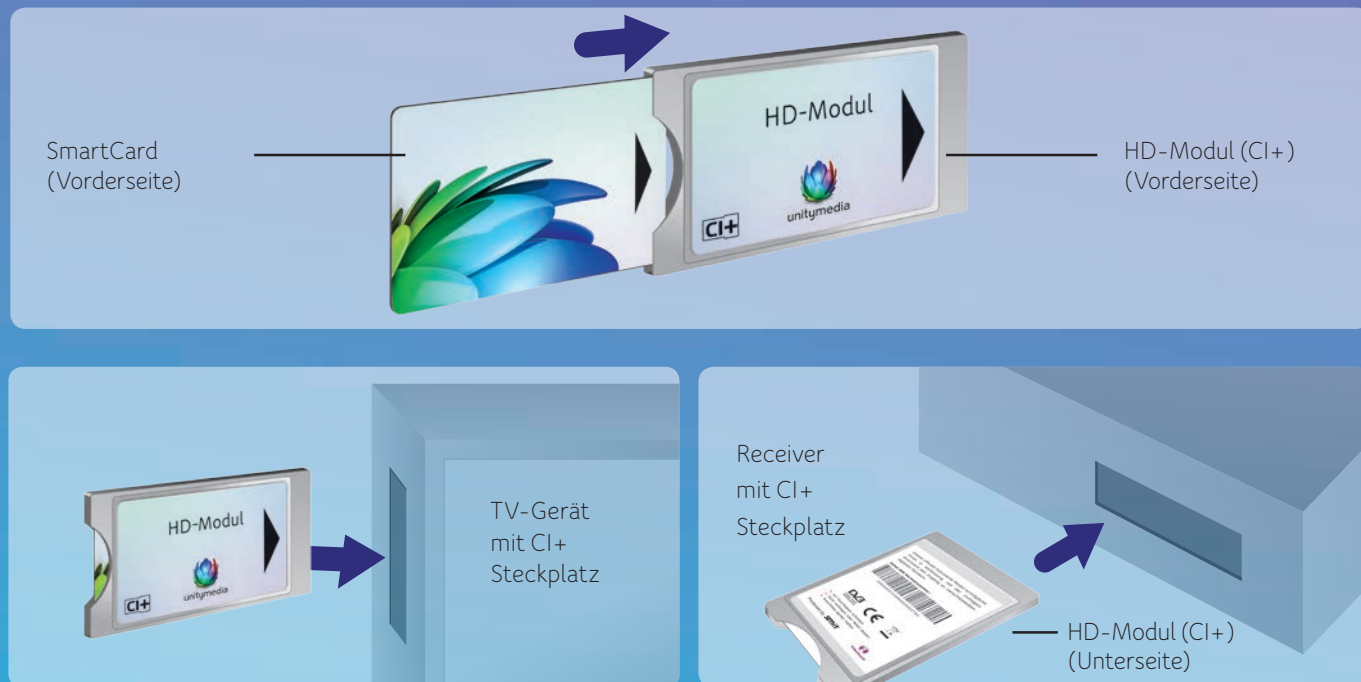 SmartCard
(Vorderseite)
HD-Modul
unitymedia
CI+
HD-Modul (CI+)
(Vorderseite)
HD-Modul
unitymedia
CI+
TV-Gerät
mit CI+
Steckplatz
Receiver
mit CI+
Steckplatz
DVB
CE
HD-Modul (CI+)
(Unterseite)